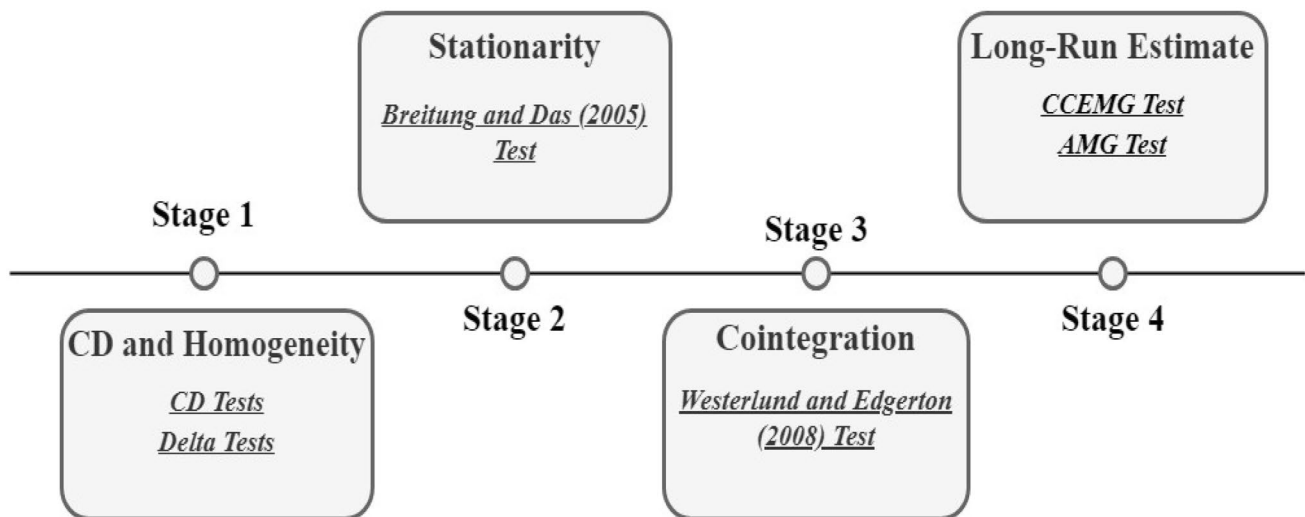 Stationarity
Breitung and Das (2005)
Test
Long-Run Estimate
CCEMG Test
AMG Test
Stage 1
Stage 3
Stage 2
Stage 4
CD and Homogeneity
CD Tests
Delta Tests
Cointegration
Westerlund and Edgerton
(2008) Test